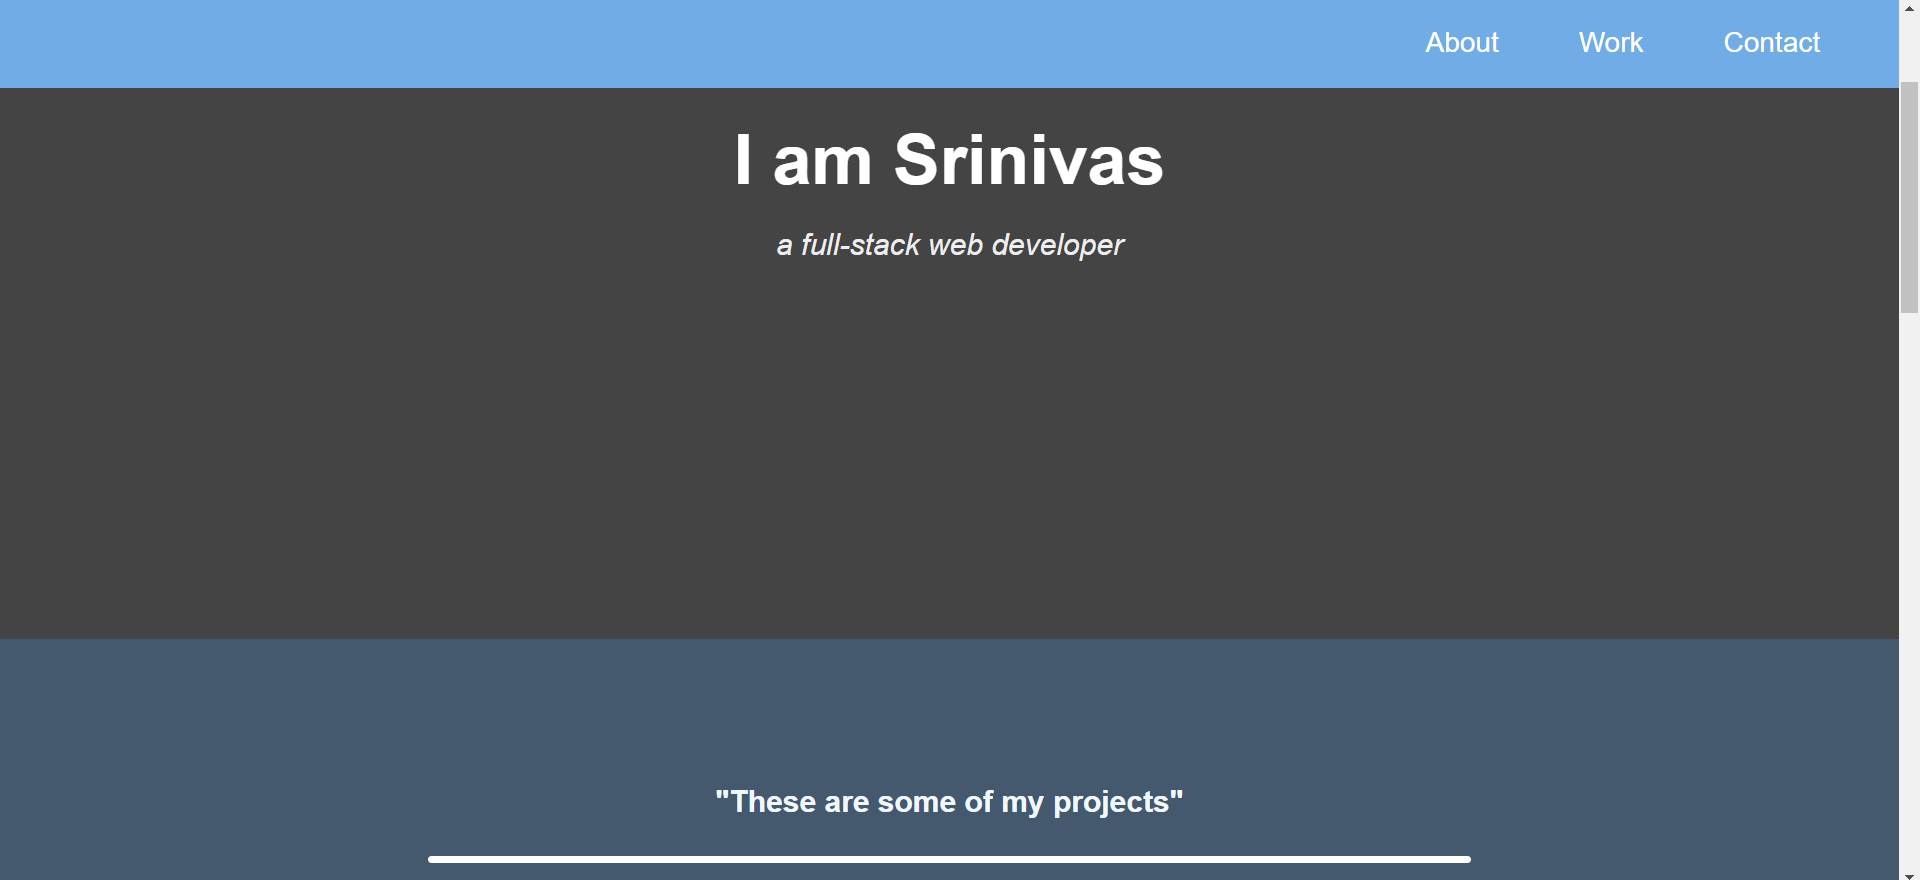 About Work Contact
I am Srinivas
a full-stack web developer
"These are some of my projects"